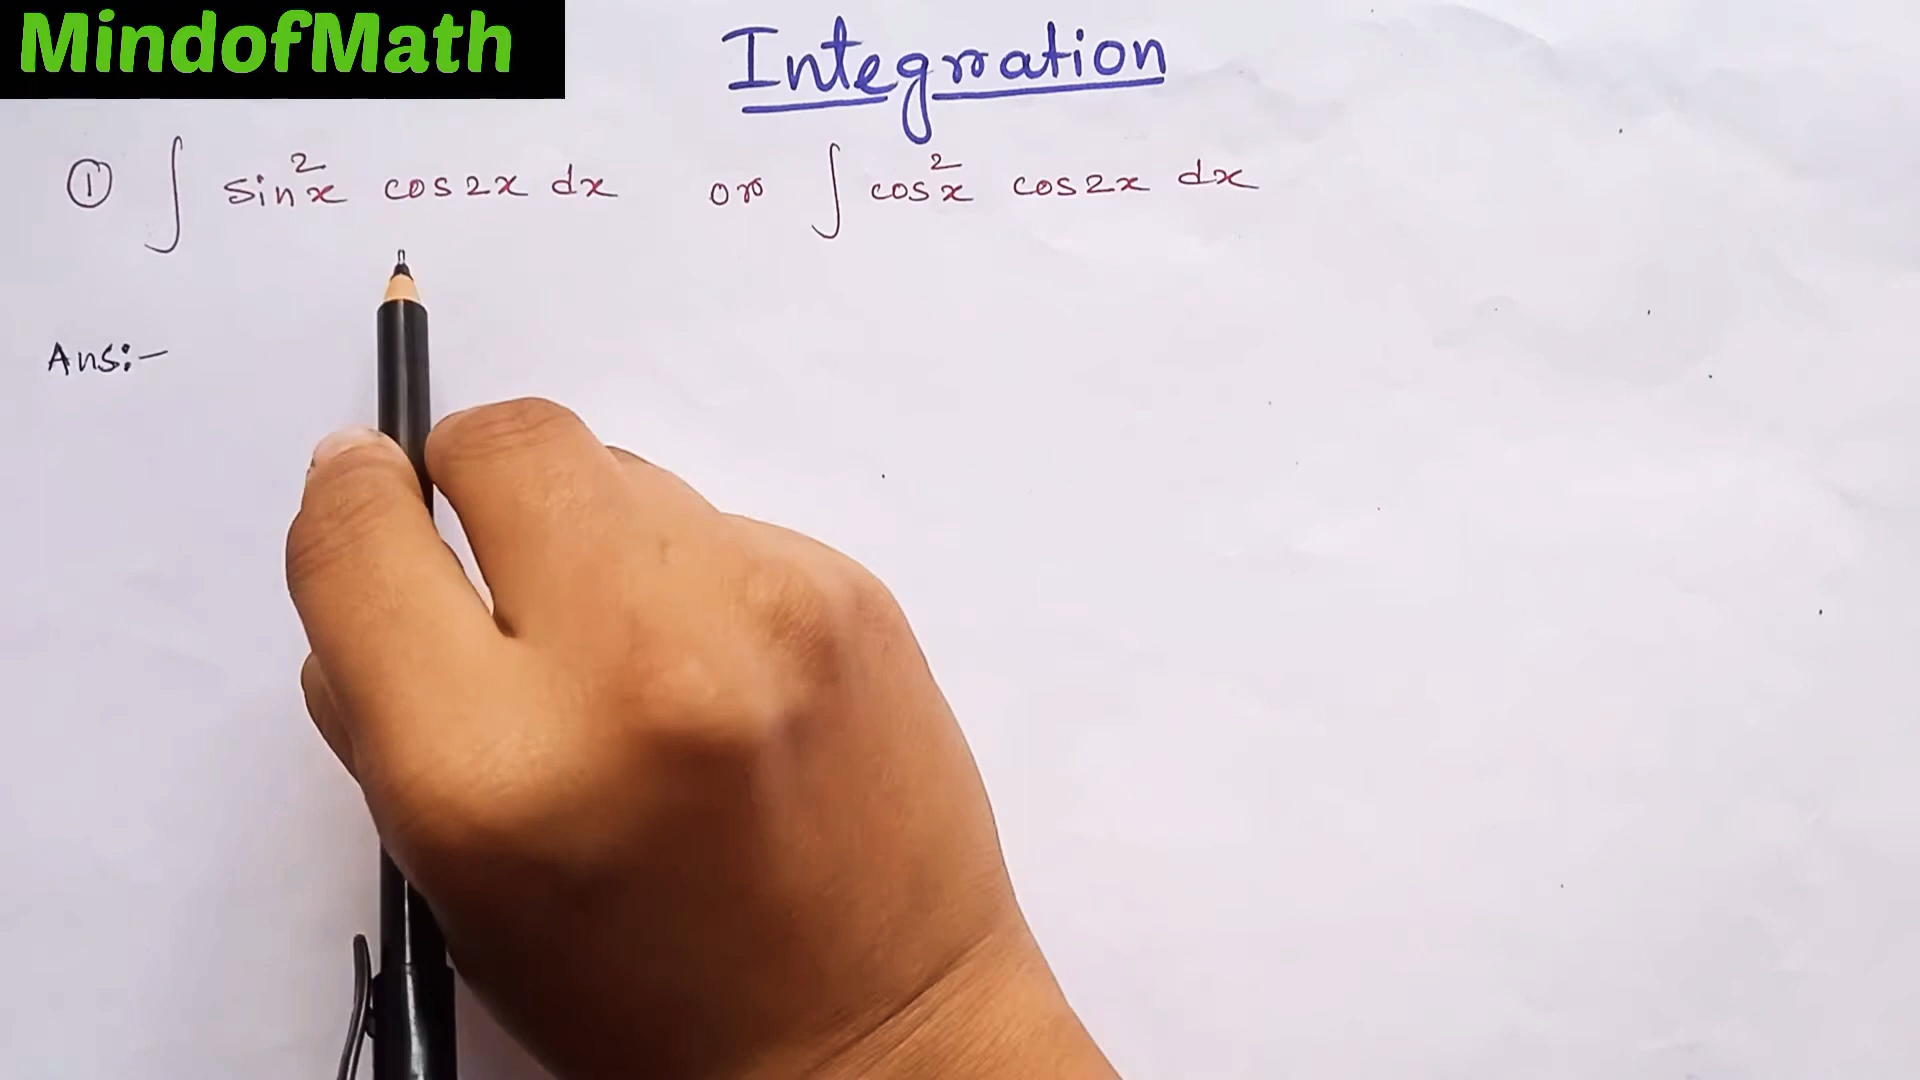 MindofMath
Integration
① ∫ sin²x cos2x dx or ∫ cos²x cos2x dx
Ans:-